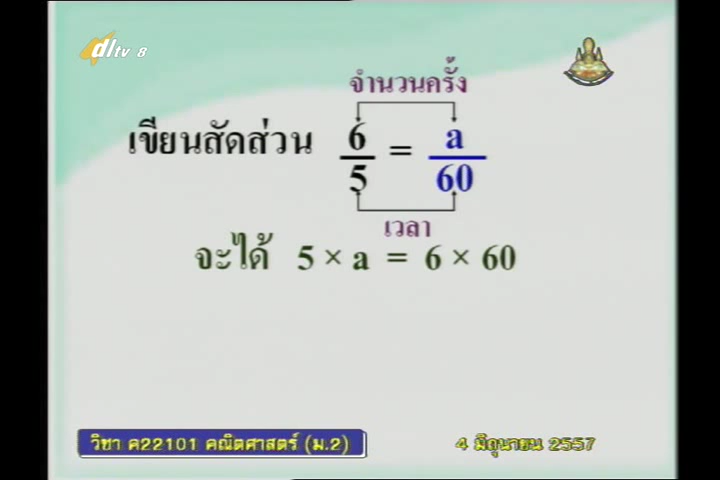 dltv 8
จำนวนครั้ง
เขียนสัดส่วน 6/5 = a/60
เวลา
จะได้ 5 × a = 6 × 60
วิชา ค22101 คณิตศาสตร์ (ม.2)
4 มิถุนายน 2557